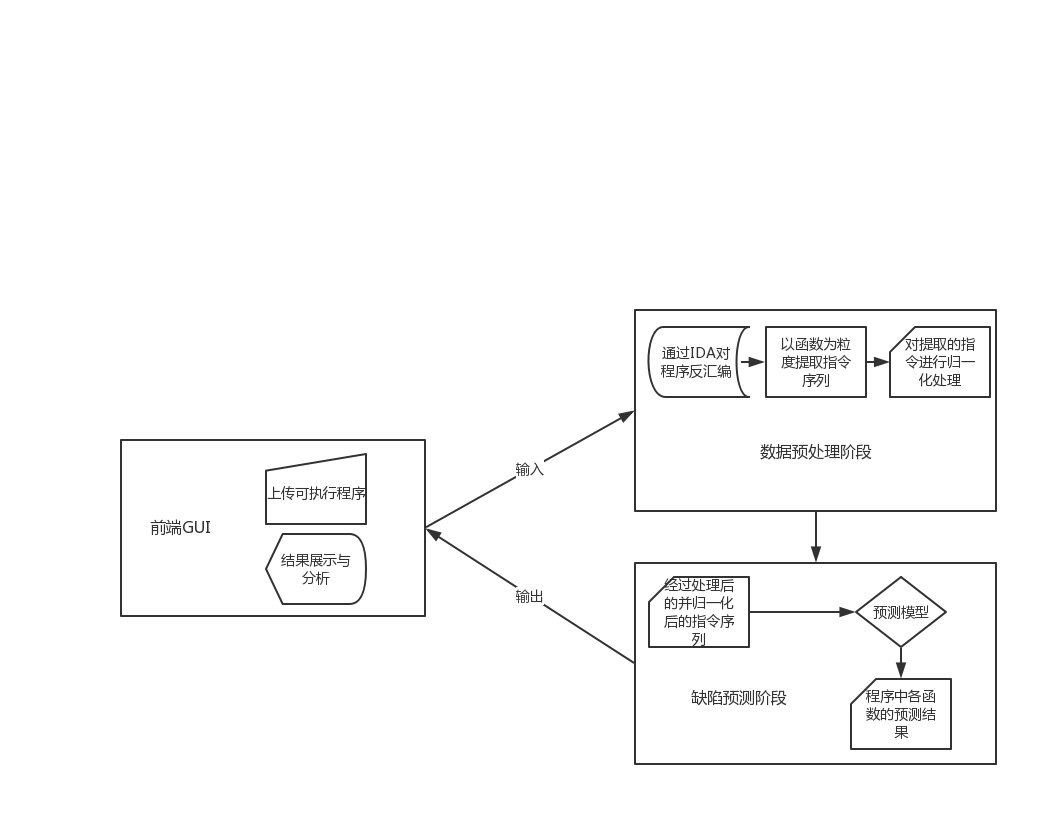 通过IDA对
程序反汇编
以函数为粒
度提取指令
序列
对提取的指
令进行归一
化处理
数据预处理阶段
前端GUI
上传可执行程序
结果展示与
分析
输入
输出
经过处理后
的并归一化
后的指令序
列
预测模型
缺陷预测阶段
程序中各函
数的预测结
果